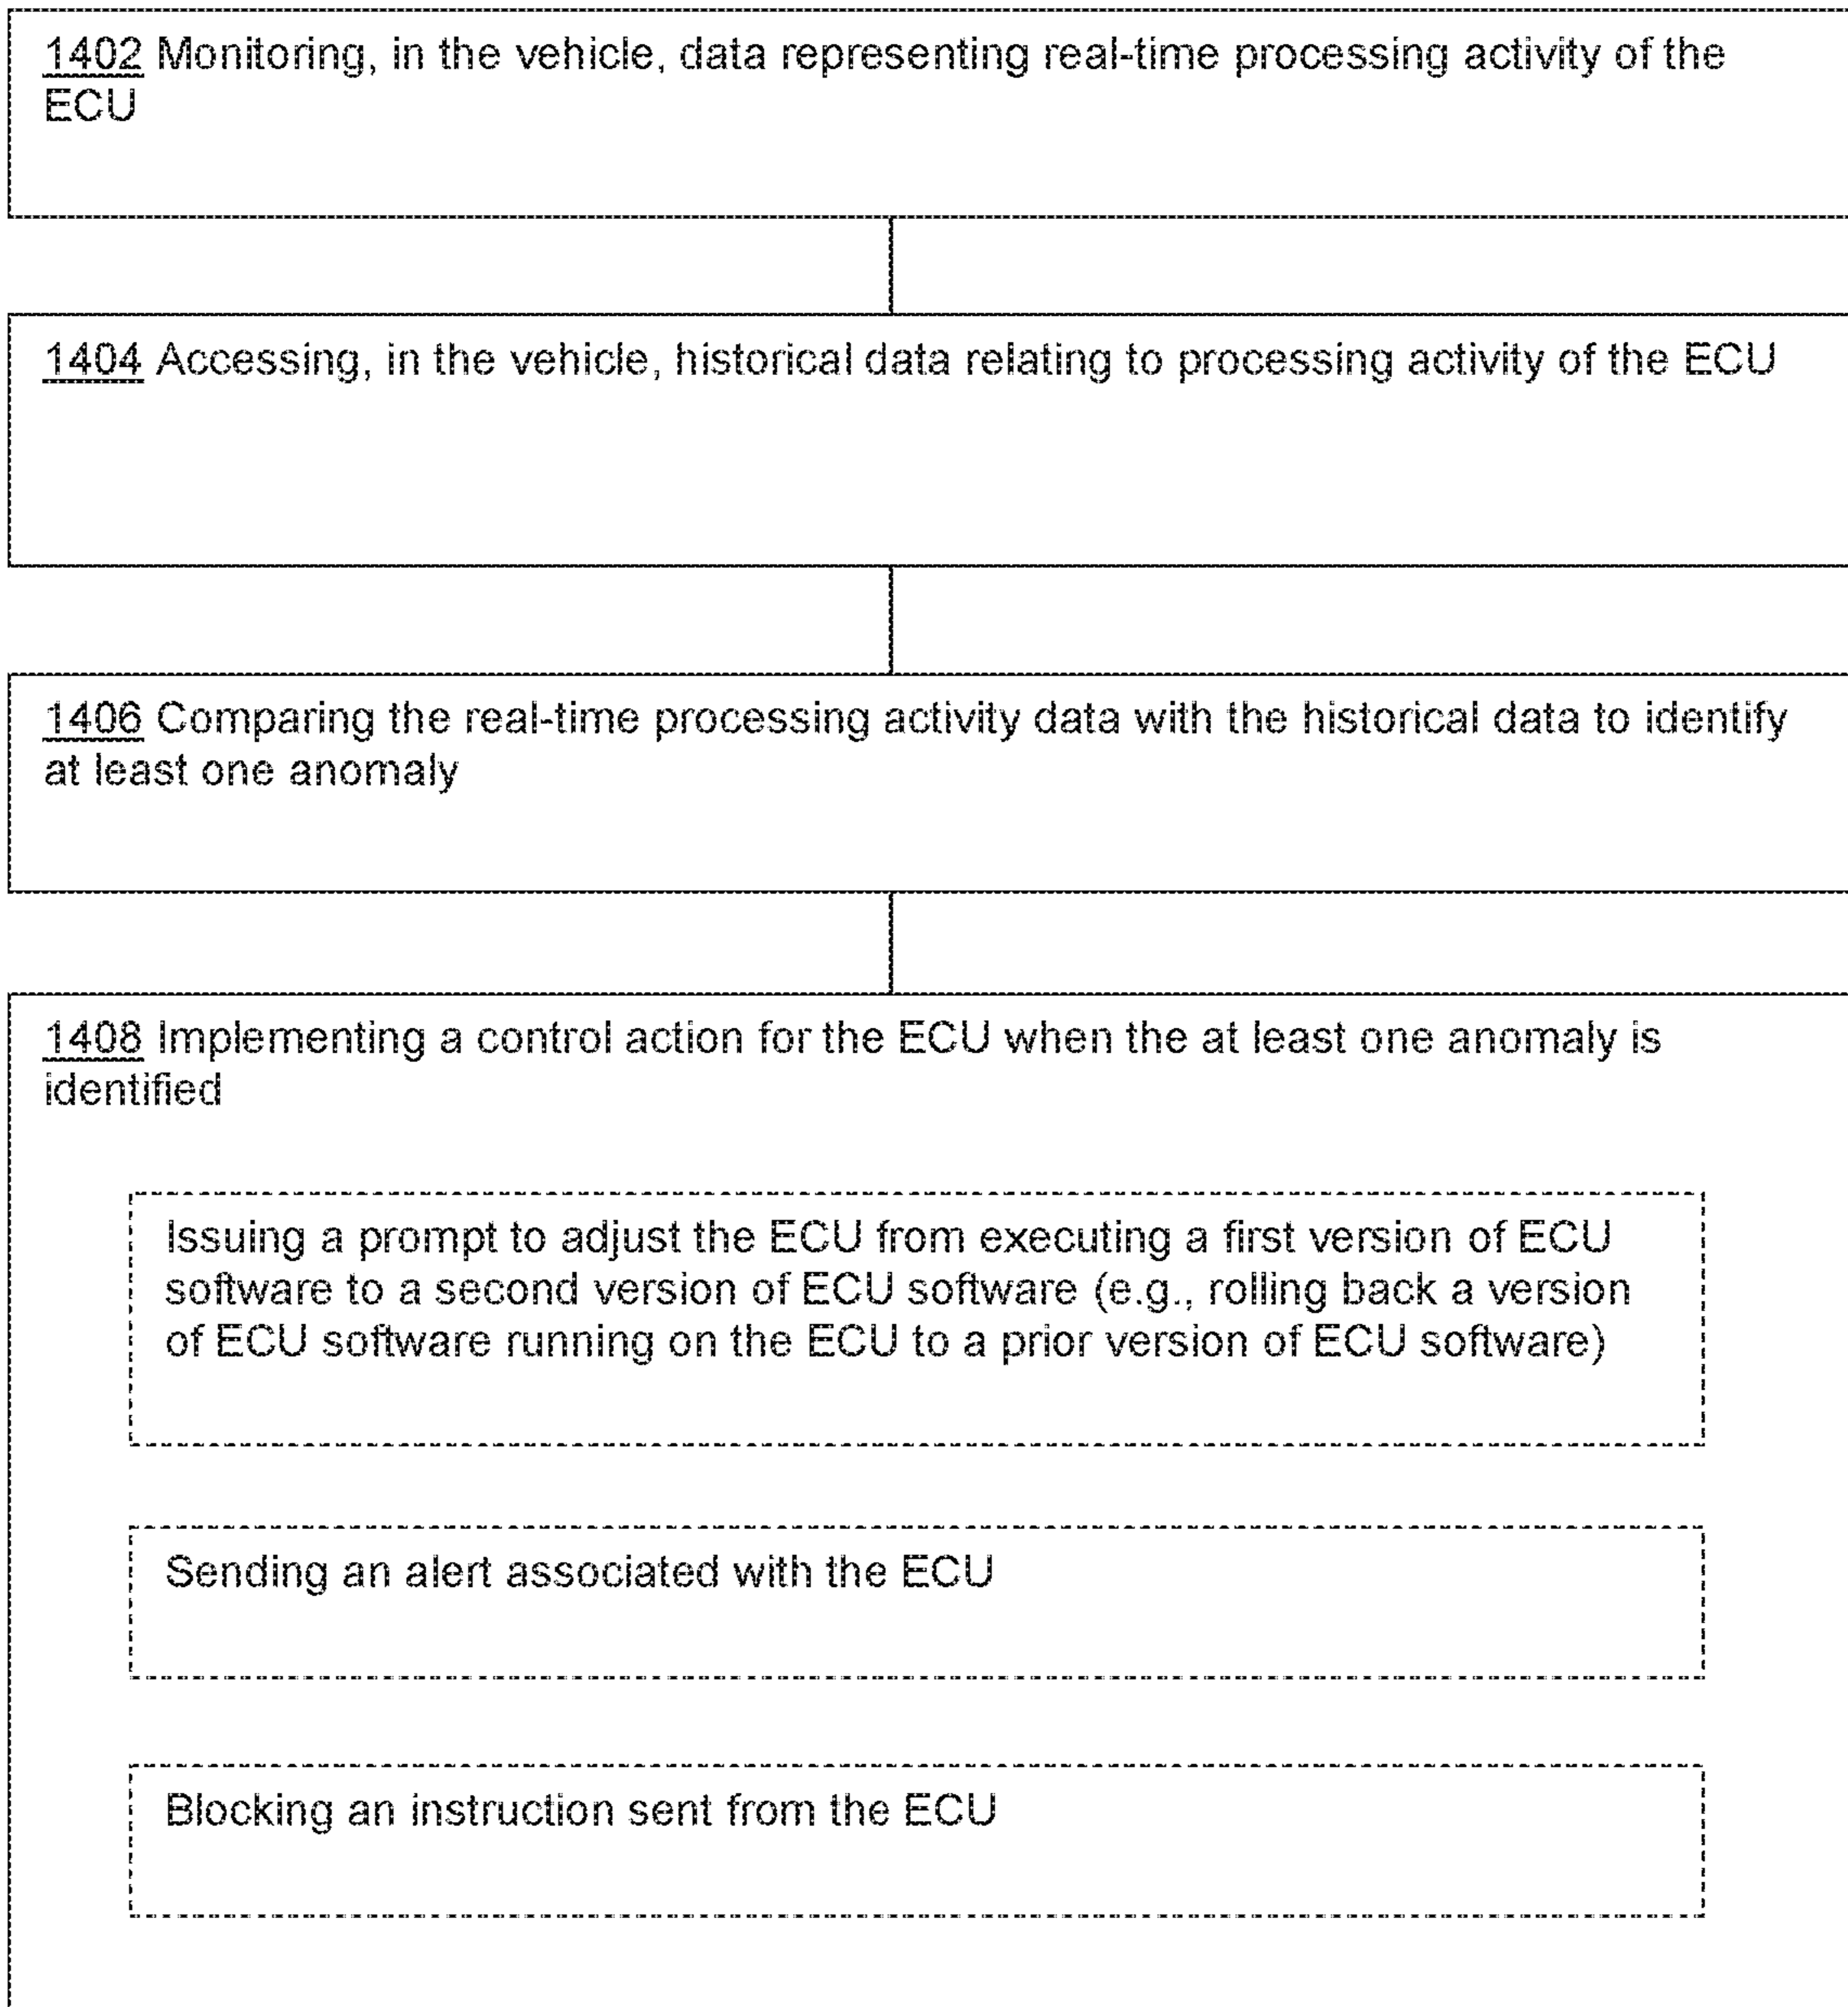 1402 Monitoring, in the vehicle, data representing real-time processing activity of the
ECU
1404 Accessing, in the vehicle, historical data relating to processing activity of the ECU
1406 Comparing the real-time processing activity data with the historical data to identify
at least one anomaly
1408 Implementing a control action for the ECU when the at least one anomaly is
identified
Issuing a prompt to adjust the ECU from executing a first version of ECU
software to a second version of ECU software (e.g., rolling back a version
of ECU software running on the ECU to a prior version of ECU software)
Sending an alert associated with the ECU
Blocking an instruction sent from the ECU